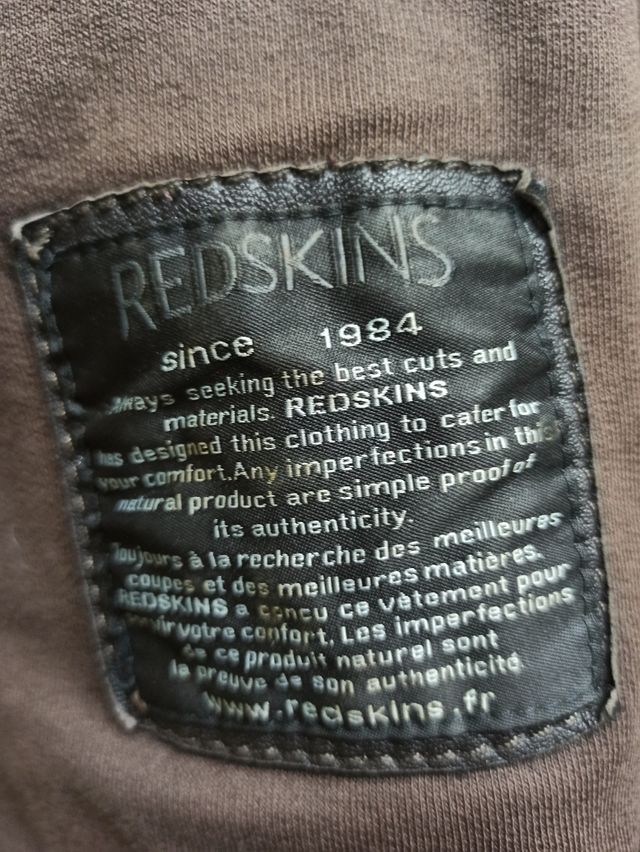 REDSKINS
since 1984
Always seeking the best cuts and
materials. REDSKINS
has designed this clothing to cater for
your comfort. Any imperfections in this
natural product are simple proof of
its authenticity.
Toujours à la recherche des meilleures
coupes et des meilleures matières.
REDSKINS a conçu ce vêtement pour
votre confort. Les imperfections
de ce produit naturel sont
la preuve de son authenticité
www.redskins.fr